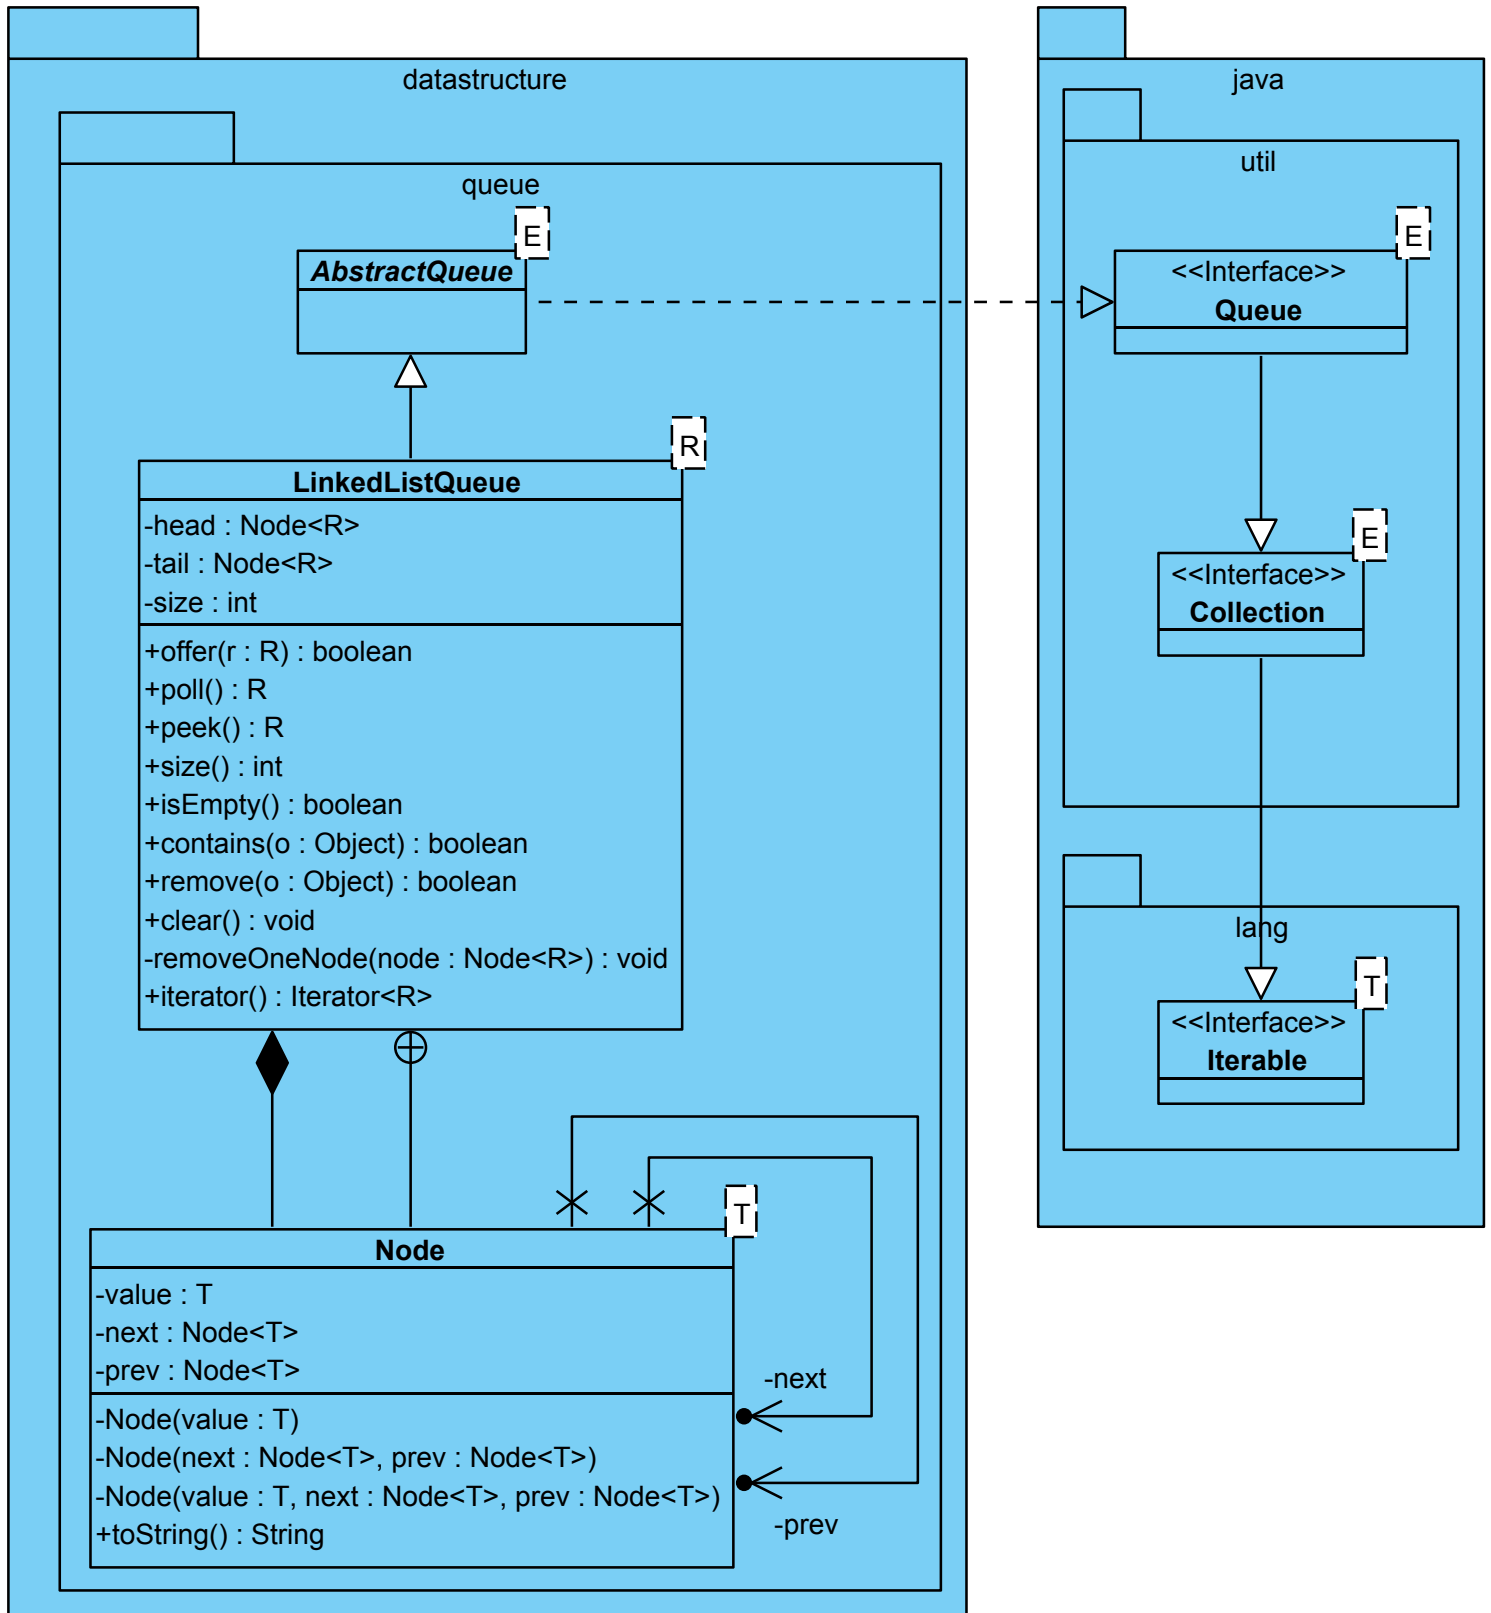 datastructure
queue
E
AbstractQueue
R
LinkedListQueue
-head : Node<R>
-tail : Node<R>
-size : int
+offer(r : R) : boolean
+poll() : R
+peek() : R
+size() : int
+isEmpty() : boolean
+contains(o : Object) : boolean
+remove(o : Object) : boolean
+clear() : void
-removeOneNode(node : Node<R>) : void
+iterator() : Iterator<R>
T
Node
-value : T
-next : Node<T>
-prev : Node<T>
-Node(value : T)
-Node(next : Node<T>, prev : Node<T>)
-Node(value : T, next : Node<T>, prev : Node<T>)
+toString() : String
-next
-prev
java
util
E
<<Interface>>
Queue
E
<<Interface>>
Collection
lang
T
<<Interface>>
Iterable